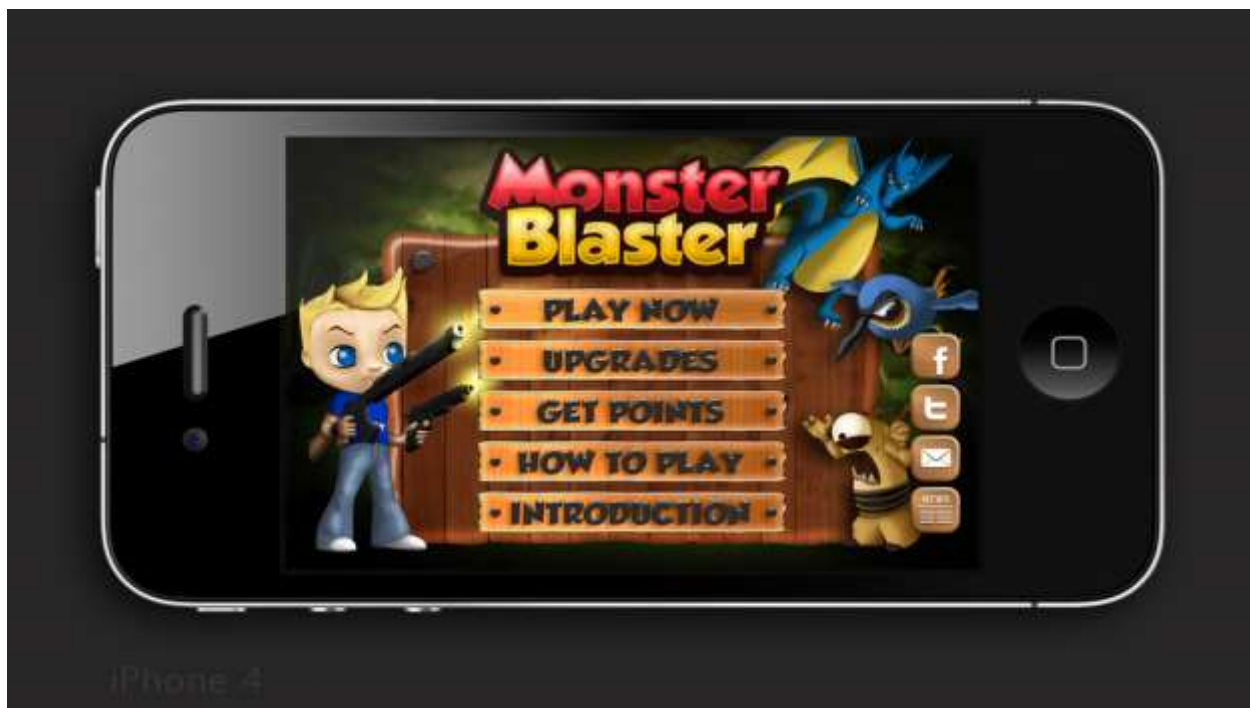 Monster
Blaster
PLAY NOW
UPGRADES
GET POINTS
HOW TO PLAY
INTRODUCTION
f
t
NEWS
iPhone 4